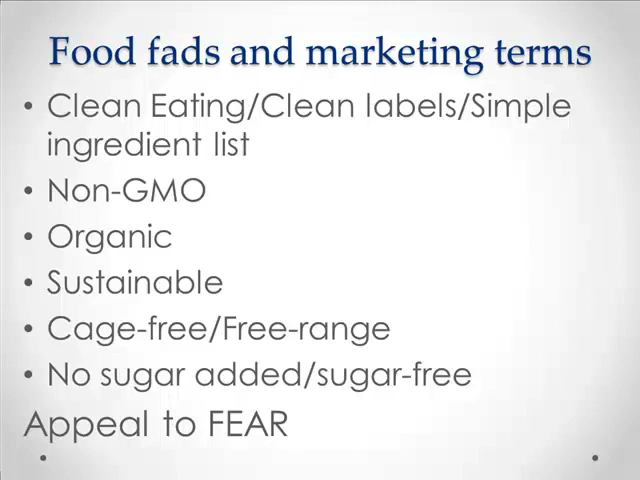 Food fads and marketing terms
• Clean Eating/Clean labels/Simple
ingredient list
• Non-GMO
• Organic
• Sustainable
• Cage-free/Free-range
• No sugar added/sugar-free
Appeal to FEAR